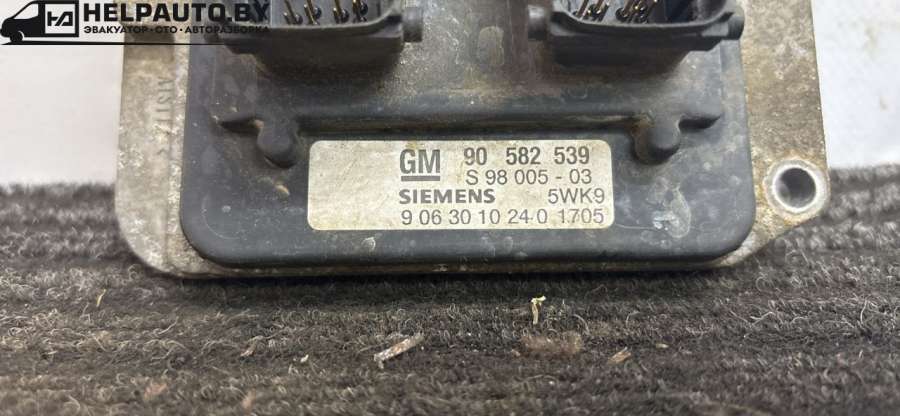 HELPAUTO.BY
ЭВАКУАТОР·СТО·АВТОРАЗБОРКА
GM 90 582 539
S 98 005 - 03
SIEMENS 5WK9
9 06 30 10 24 0 1705